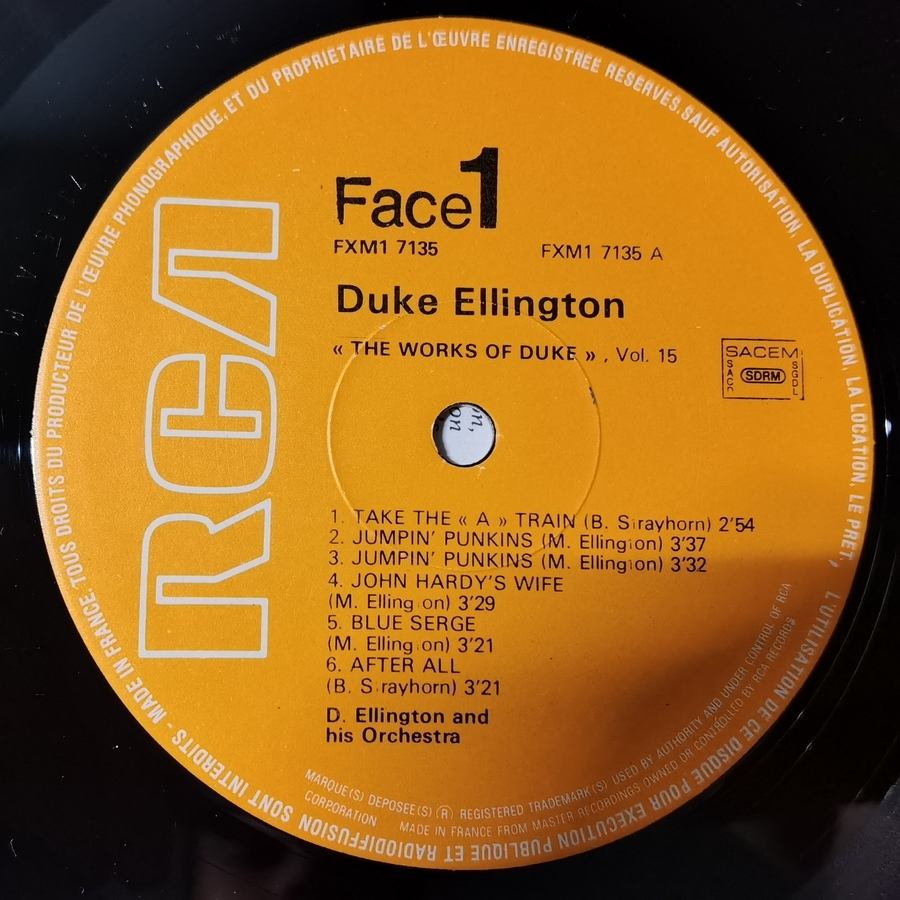 Face 1
FXM1 7135 FXM1 7135 A
Duke Ellington
« THE WORKS OF DUKE », Vol. 15
SACEM
SACD SDRM SGDL
RCA
1. TAKE THE « A » TRAIN (B. Strayhorn) 2'54
2. JUMPIN' PUNKINS (M. Ellington) 3'37
3. JUMPIN' PUNKINS (M. Ellington) 3'32
4. JOHN HARDY'S WIFE
(M. Ellington) 3'29
5. BLUE SERGE
(M. Ellington) 3'21
6. AFTER ALL
(B. Strayhorn) 3'21
D. Ellington and
his Orchestra
MADE IN FRANCE. TOUS DROITS DU PRODUCTEUR DE L'ŒUVRE PHONOGRAPHIQUE, ET DU PROPRIETAIRE DE L'ŒUVRE ENREGISTREE RESERVES. SAUF AUTORISATION, LA DUPLICATION, LA LOCATION, LE PRET, L'UTILISATION DE CE DISQUE POUR EXECUTION PUBLIQUE ET RADIODIFFUSION SONT INTERDITS -
MARQUE(S) DEPOSEE(S) ® REGISTERED TRADEMARK(S) USED BY AUTHORITY AND UNDER CONTROL OF RCA
CORPORATION MADE IN FRANCE FROM MASTER RECORDINGS OWNED OR CONTROLLED BY RCA RECORDS